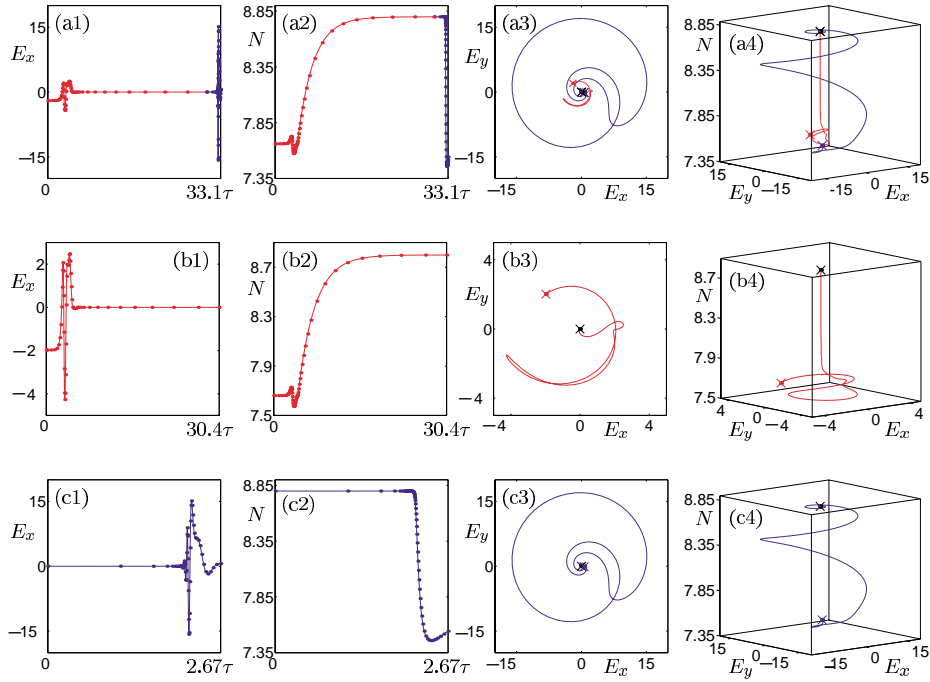 (a1)
E_x
15
0
−15
0
33.1τ
(a2)
N
8.85
8.35
7.85
7.35
0
33.1τ
(a3)
E_y
15
0
−15
−15
0
E_x
15
(a4)
N
8.85
8.35
7.85
7.35
15
0
E_y
−15
−15
0
E_x
15
(b1)
E_x
2
0
−2
−4
0
30.4τ
(b2)
N
8.7
8.3
7.9
7.5
0
30.4τ
(b3)
E_y
4
0
−4
−4
0
E_x
4
(b4)
N
8.7
8.3
7.9
7.5
4
0
E_y
−4
−4
0
E_x
4
(c1)
E_x
15
0
−15
0
2.67τ
(c2)
N
8.85
8.35
7.85
7.35
0
2.67τ
(c3)
E_y
15
0
−15
−15
0
E_x
15
(c4)
N
8.85
8.35
7.85
7.35
15
0
E_y
−15
−15
0
E_x
15